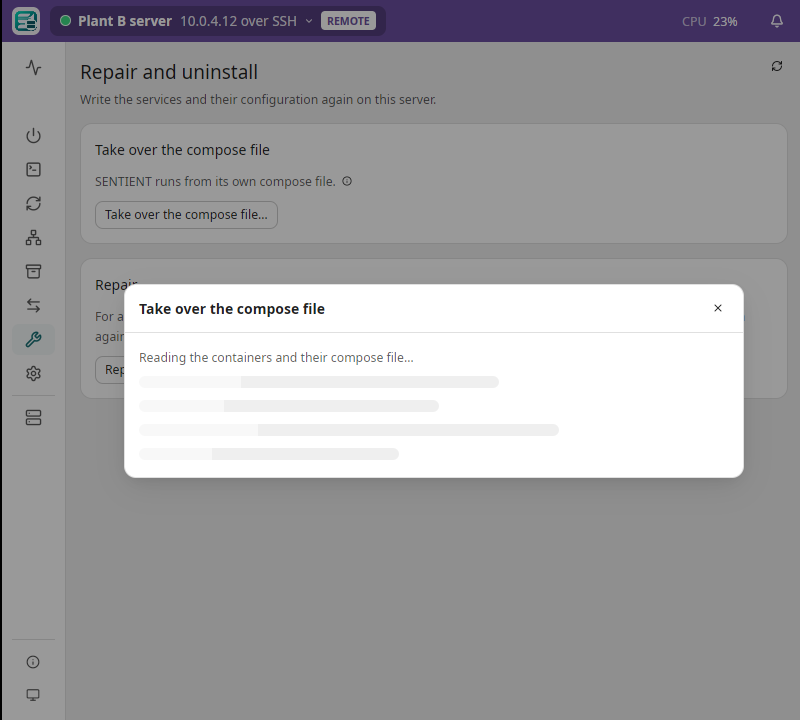 Plant B server 10.0.4.12 over SSH REMOTE
CPU 23%
Repair and uninstall
Write the services and their configuration again on this server.
Take over the compose file
SENTIENT runs from its own compose file.
Take over the compose file...
Repair
For a
again
Rep
Take over the compose file
Reading the containers and their compose file...